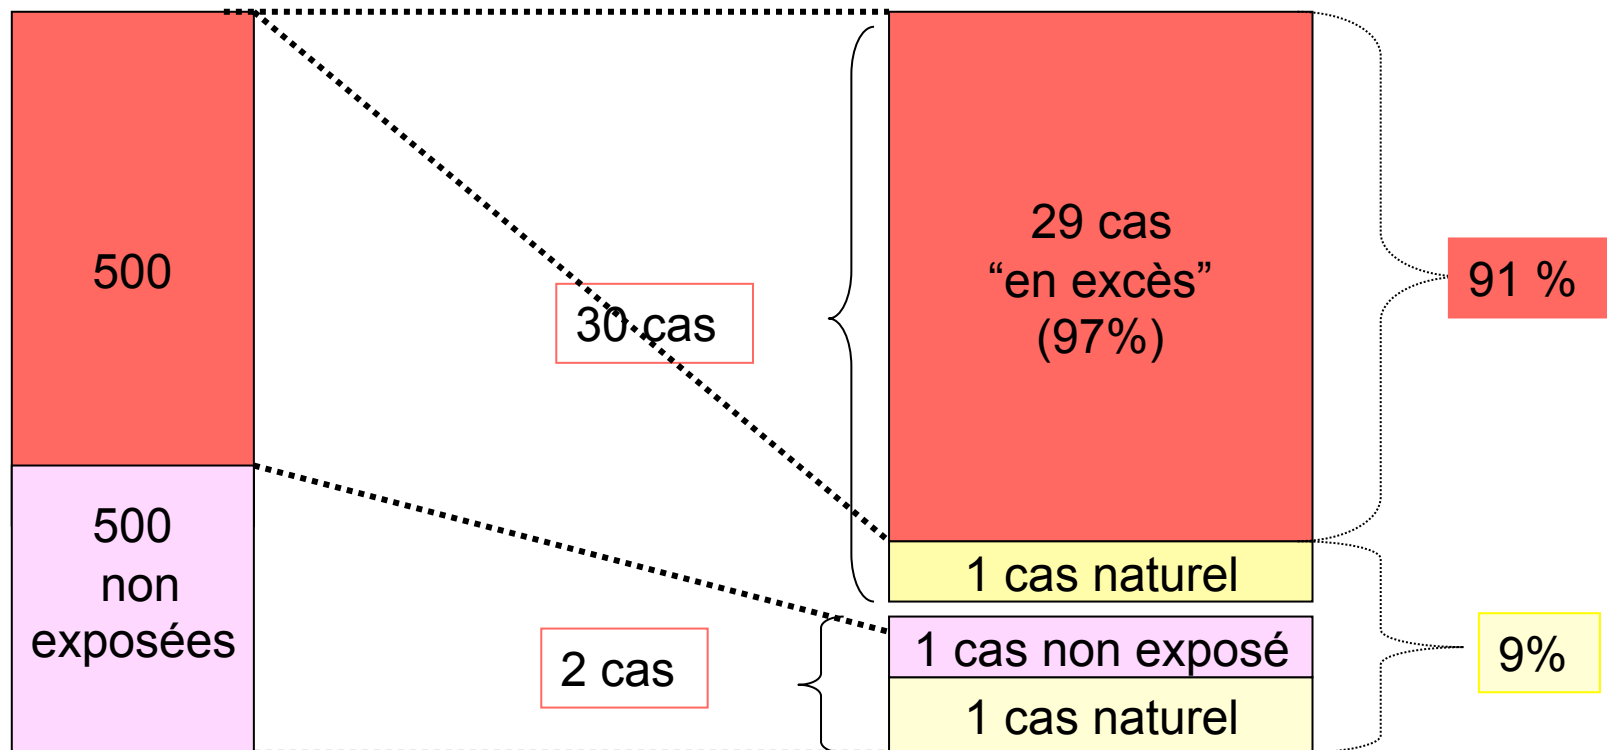 500
500
non
exposées
30 cas
2 cas
29 cas
“en excès”
(97%)
1 cas naturel
1 cas non exposé
1 cas naturel
91 %
9%